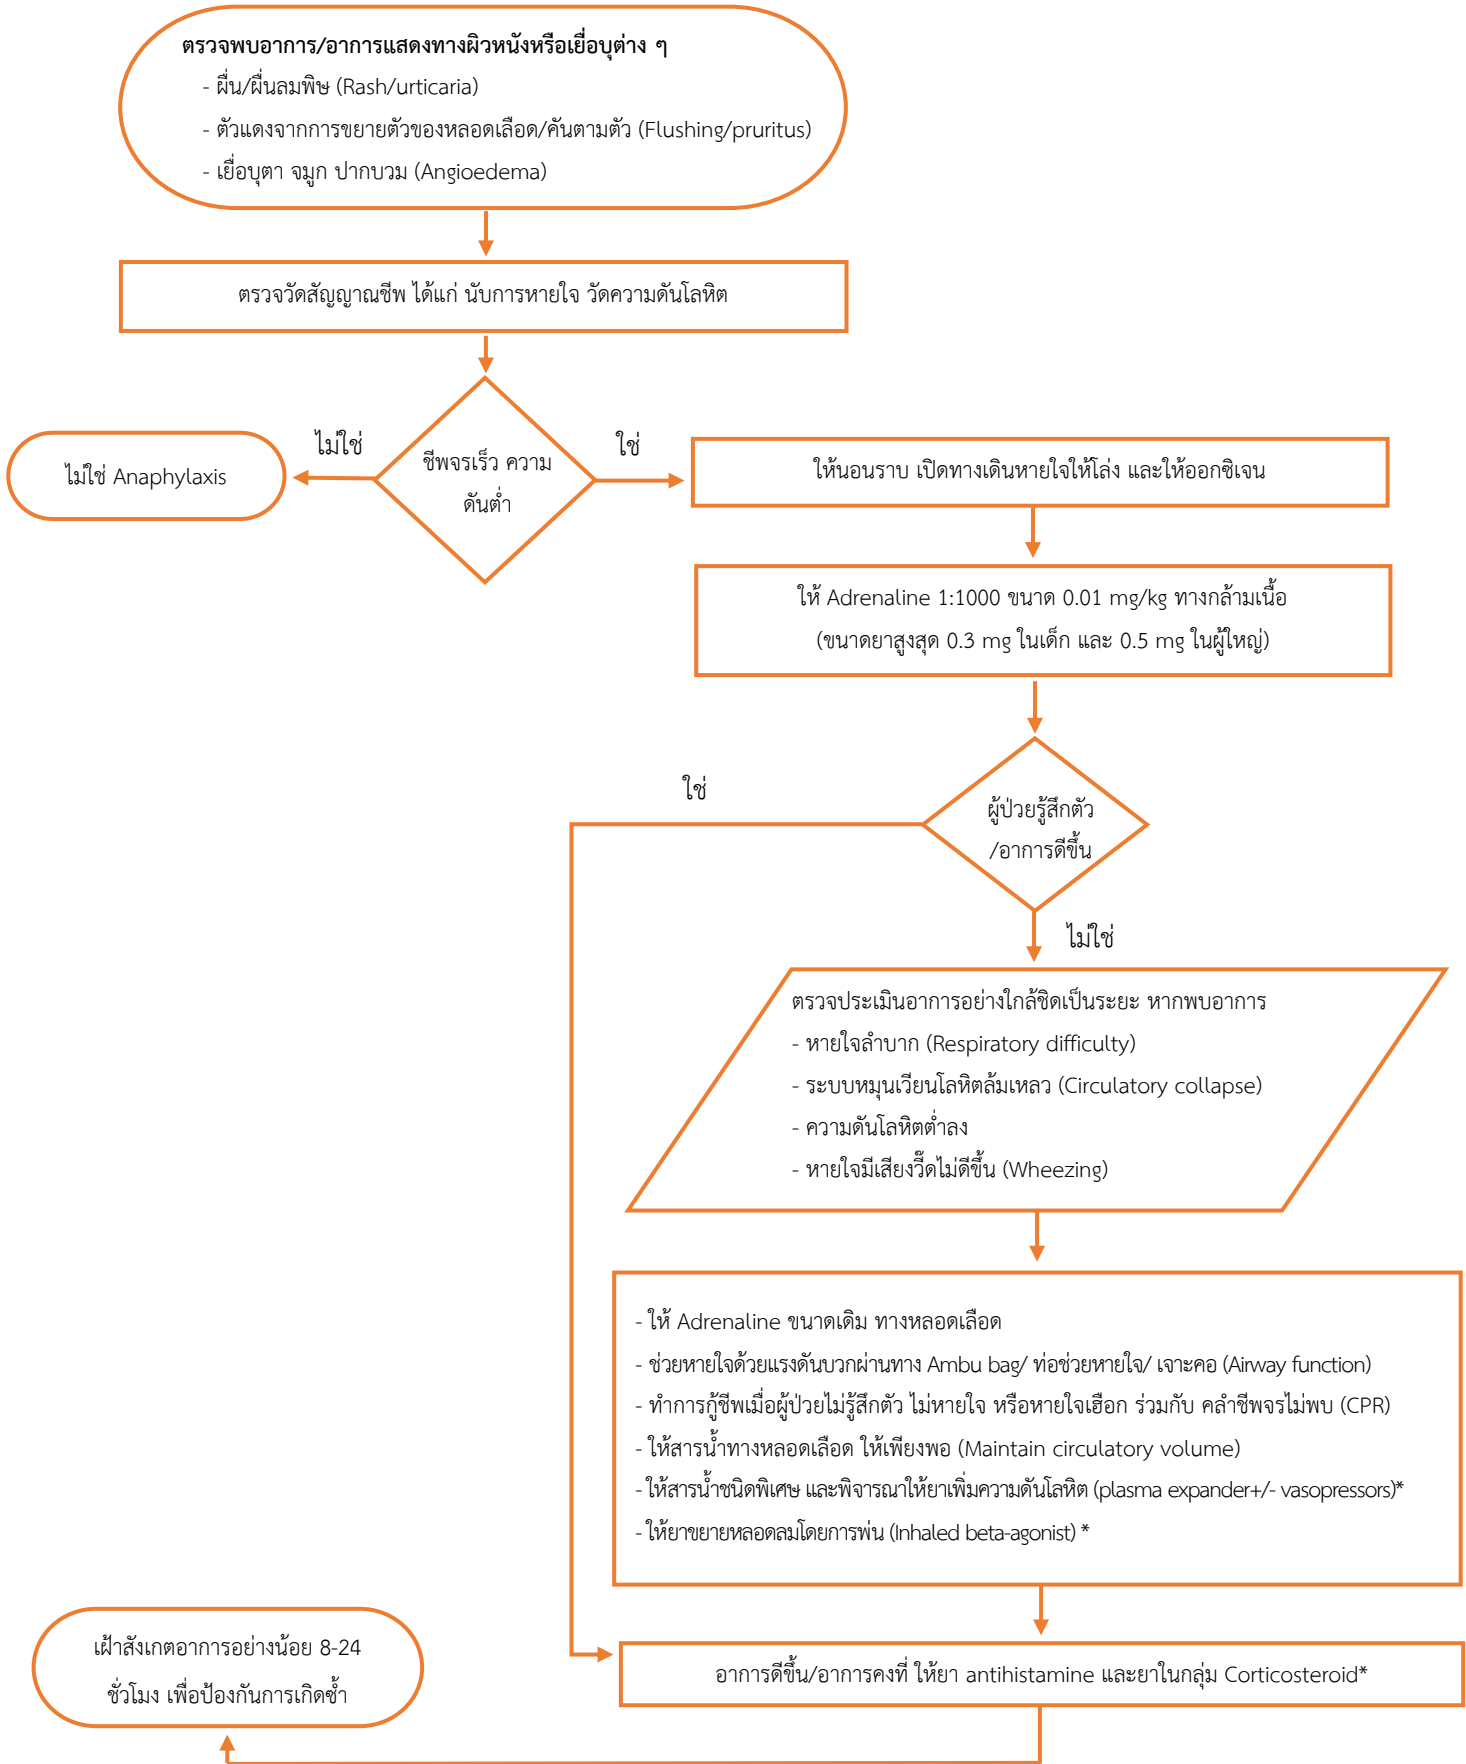 ตรวจพบอาการ/อาการแสดงทางผิวหนังหรือเยื่อบุต่าง ๆ
- ผื่น/ผื่นลมพิษ (Rash/urticaria)
- ตัวแดงจากการขยายตัวของหลอดเลือด/คันตามตัว (Flushing/pruritus)
- เยื่อบุตา จมูก ปากบวม (Angioedema)
ตรวจวัดสัญญาณชีพ ได้แก่ นับการหายใจ วัดความดันโลหิต
ชีพจรเร็ว ความ
ดันต่ำ
ไม่ใช่
ไม่ใช่ Anaphylaxis
ใช่
ให้นอนราบ เปิดทางเดินหายใจให้โล่ง และให้ออกซิเจน
ให้ Adrenaline 1:1000 ขนาด 0.01 mg/kg ทางกล้ามเนื้อ
(ขนาดยาสูงสุด 0.3 mg ในเด็ก และ 0.5 mg ในผู้ใหญ่)
ผู้ป่วยรู้สึกตัว
/อาการดีขึ้น
ใช่
ไม่ใช่
ตรวจประเมินอาการอย่างใกล้ชิดเป็นระยะ หากพบอาการ
- หายใจลำบาก (Respiratory difficulty)
- ระบบหมุนเวียนโลหิตล้มเหลว (Circulatory collapse)
- ความดันโลหิตต่ำลง
- หายใจมีเสียงวี๊ดไม่ดีขึ้น (Wheezing)
- ให้ Adrenaline ขนาดเดิม ทางหลอดเลือด
- ช่วยหายใจด้วยแรงดันบวกผ่านทาง Ambu bag/ ท่อช่วยหายใจ/ เจาะคอ (Airway function)
- ทำการกู้ชีพเมื่อผู้ป่วยไม่รู้สึกตัว ไม่หายใจ หรือหายใจเฮือก ร่วมกับ คลำชีพจรไม่พบ (CPR)
- ให้สารน้ำทางหลอดเลือด ให้เพียงพอ (Maintain circulatory volume)
- ให้สารน้ำชนิดพิเศษ และพิจารณาให้ยาเพิ่มความดันโลหิต (plasma expander+/- vasopressors)*
- ให้ยาขยายหลอดลมโดยการพ่น (Inhaled beta-agonist) *
อาการดีขึ้น/อาการคงที่ ให้ยา antihistamine และยาในกลุ่ม Corticosteroid*
เฝ้าสังเกตอาการอย่างน้อย 8-24
ชั่วโมง เพื่อป้องกันการเกิดซ้ำ